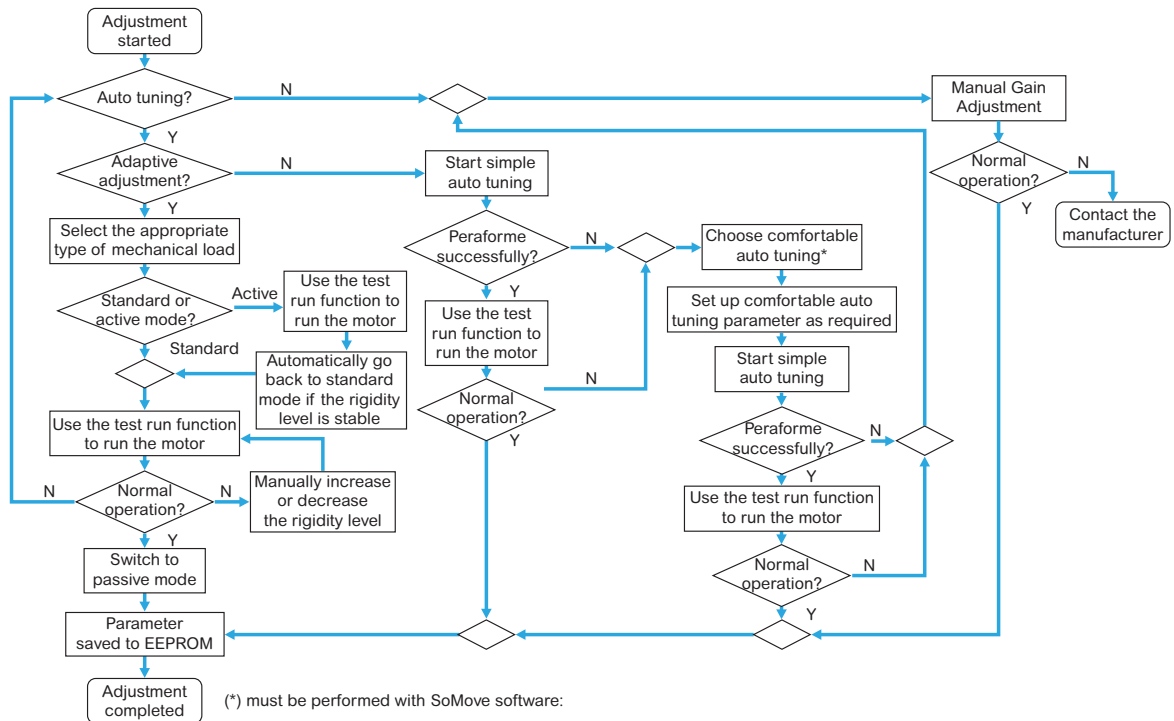 Adjustment
started
Auto tuning?
N
Y
Manual Gain
Adjustment
Adaptive
adjustment?
N
Y
Start simple
auto tuning
Normal
operation?
N
Y
Contact the
manufacturer
Select the appropriate
type of mechanical load
Peraforme
successfully?
N
Y
Choose comfortable
auto tuning*
Standard or
active mode?
Active
Standard
Use the test
run function to
run the motor
Use the test
run function to
run the motor
Set up comfortable auto
tuning parameter as required
Automatically go
back to standard
mode if the rigidity
level is stable
Start simple
auto tuning
Normal
operation?
N
Y
Use the test run function
to run the motor
Peraforme
successfully?
N
Y
Normal
operation?
N
N
Y
Manually increase
or decrease
the rigidity level
Use the test run function
to run the motor
Switch to
passive mode
Normal
operation?
N
Y
Parameter
saved to EEPROM
Adjustment
completed
(*) must be performed with SoMove software: